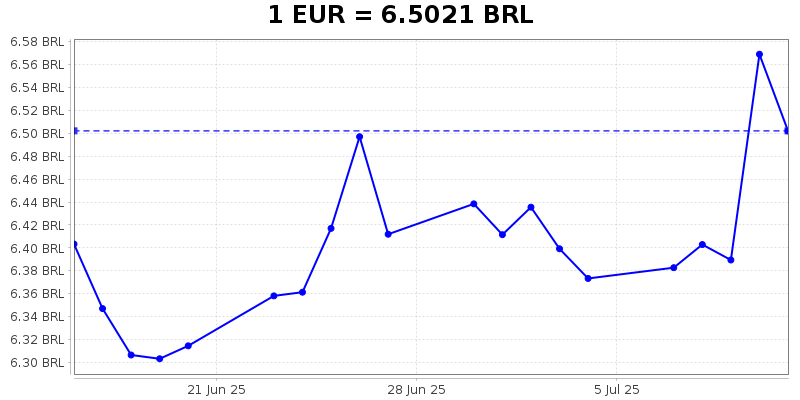 1 EUR = 6.5021 BRL
6.58 BRL
6.56 BRL
6.54 BRL
6.52 BRL
6.50 BRL
6.48 BRL
6.46 BRL
6.44 BRL
6.42 BRL
6.40 BRL
6.38 BRL
6.36 BRL
6.34 BRL
6.32 BRL
6.30 BRL
21 Jun 25
28 Jun 25
5 Jul 25